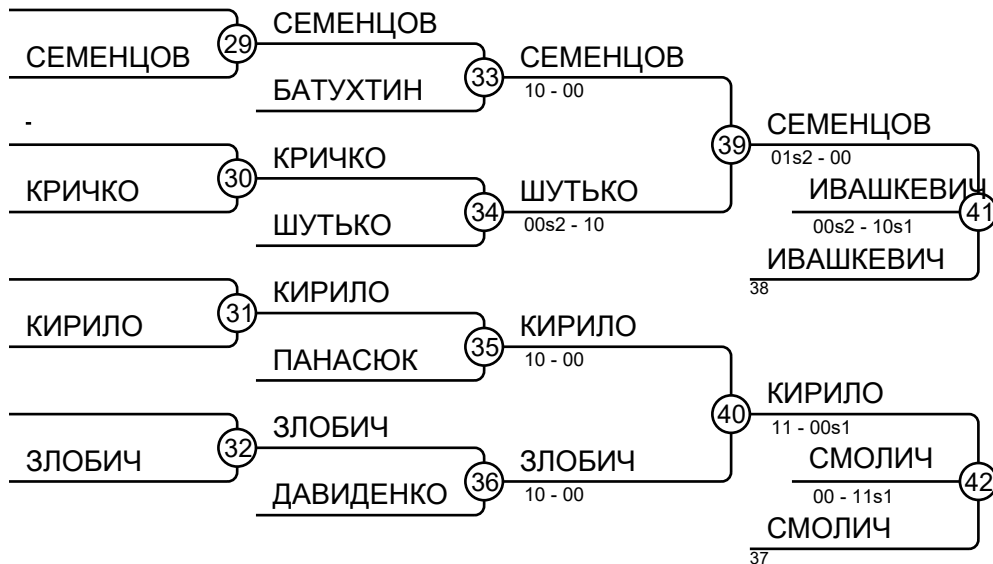 СЕМЕНЦОВ
29
СЕМЕНЦОВ
БАТУХТИН
33
СЕМЕНЦОВ
10 - 00
-
КРИЧКО
30
КРИЧКО
ШУТЬКО
34
ШУТЬКО
00s2 - 10
39
СЕМЕНЦОВ
01s2 - 00
ИВАШКЕВИЧ
00s2 - 10s1
41
ИВАШКЕВИЧ
38
КИРИЛО
31
КИРИЛО
ПАНАСЮК
35
КИРИЛО
10 - 00
ЗЛОБИЧ
32
ЗЛОБИЧ
ДАВИДЕНКО
36
ЗЛОБИЧ
10 - 00
40
КИРИЛО
11 - 00s1
СМОЛИЧ
00 - 11s1
42
СМОЛИЧ
37